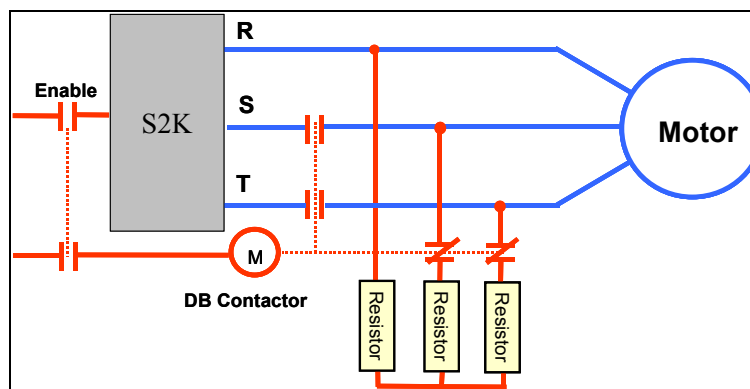 R
Enable
S2K
S
Motor
T
M
DB Contactor
Resistor
Resistor
Resistor